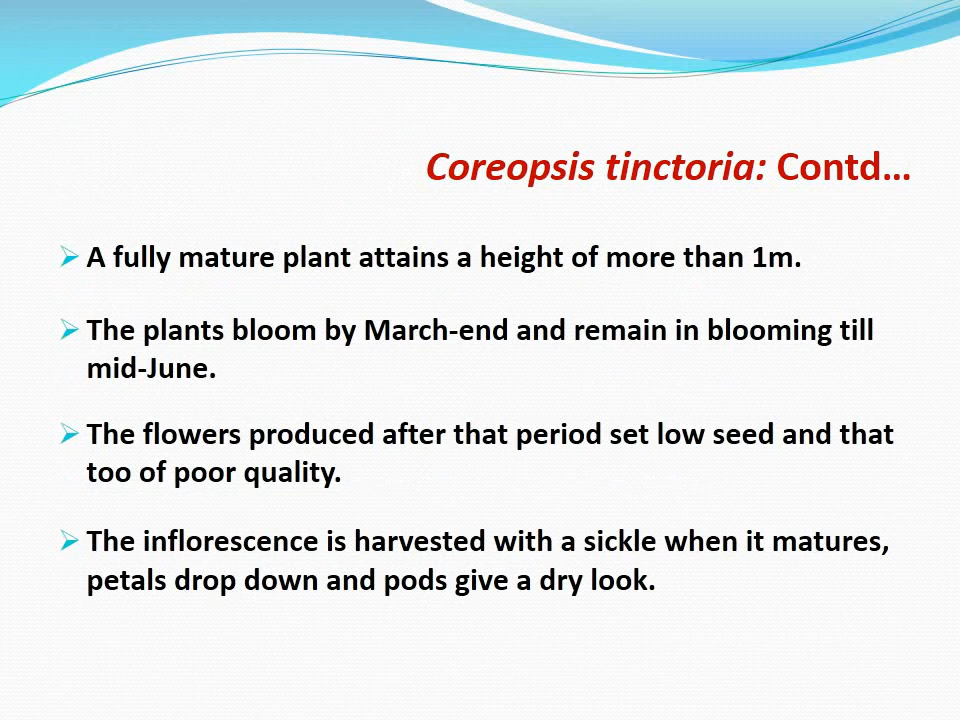 Coreopsis tinctoria: Contd…
A fully mature plant attains a height of more than 1m.
The plants bloom by March-end and remain in blooming till
mid-June.
The flowers produced after that period set low seed and that
too of poor quality.
The inflorescence is harvested with a sickle when it matures,
petals drop down and pods give a dry look.